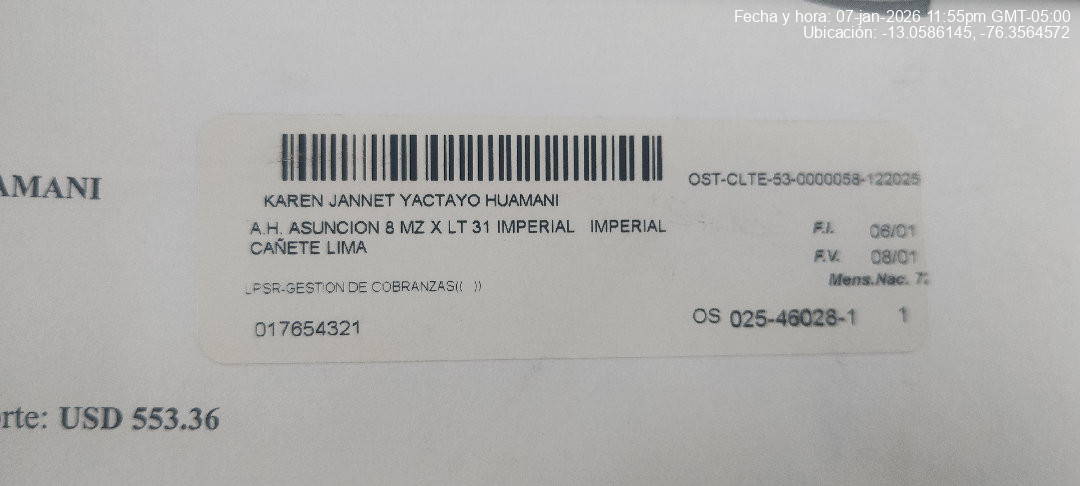 Fecha y hora: 07-jan-2026 11:55pm GMT-05:00
Ubicación: -13.0586145, -76.3564572
AMANI
OST-CLTE-53-0000058-122025
KAREN JANNET YACTAYO HUAMANI
A.H. ASUNCION 8 MZ X LT 31 IMPERIAL IMPERIAL
CAÑETE LIMA
F.I. 06/01
F.V. 08/01
Mens.Nac.
LPSR-GESTION DE COBRANZAS(( ))
017654321
OS 025-46028-1 1
rte: USD 553.36